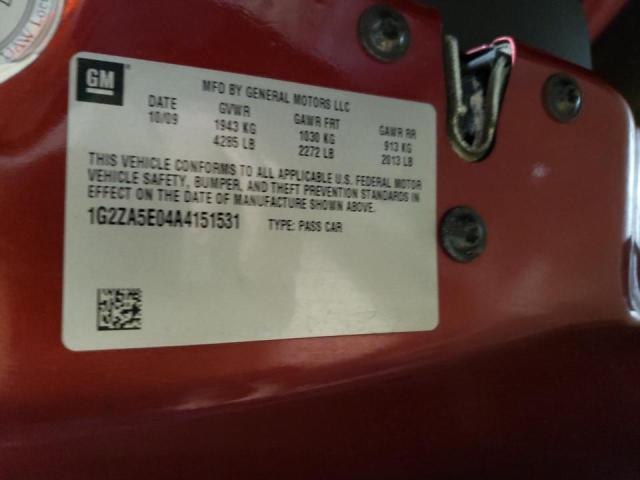 GM
MFD BY GENERAL MOTORS LLC
DATE GVWR GAWR FRT GAWR RR
10/09 1943 KG 1030 KG 913 KG
4285 LB 2272 LB 2013 LB
THIS VEHICLE CONFORMS TO ALL APPLICABLE U.S. FEDERAL MOTOR
VEHICLE SAFETY, BUMPER, AND THEFT PREVENTION STANDARDS IN
EFFECT ON THE DATE OF MANUFACTURE SHOWN ABOVE.
1G2ZA5E04A4151531 TYPE: PASS CAR